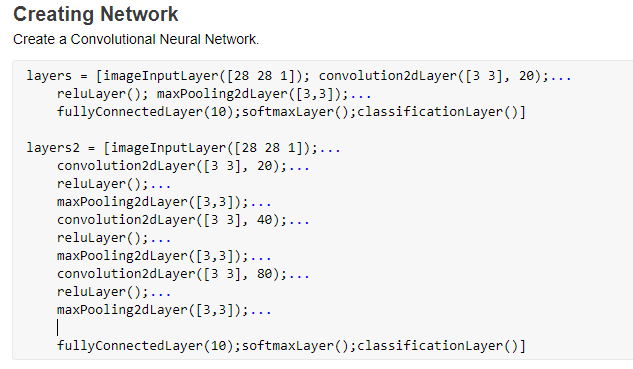 Creating Network
Create a Convolutional Neural Network.
layers = [imageInputLayer([28 28 1]); convolution2dLayer([3 3], 20);...
reluLayer(); maxPooling2dLayer([3,3]);...
fullyConnectedLayer(10);softmaxLayer();classificationLayer()]
layers2 = [imageInputLayer([28 28 1]);...
convolution2dLayer([3 3], 20);...
reluLayer();...
maxPooling2dLayer([3,3]);...
convolution2dLayer([3 3], 40);...
reluLayer();...
maxPooling2dLayer([3,3]);...
convolution2dLayer([3 3], 80);...
reluLayer();...
maxPooling2dLayer([3,3]);...
fullyConnectedLayer(10);softmaxLayer();classificationLayer()]